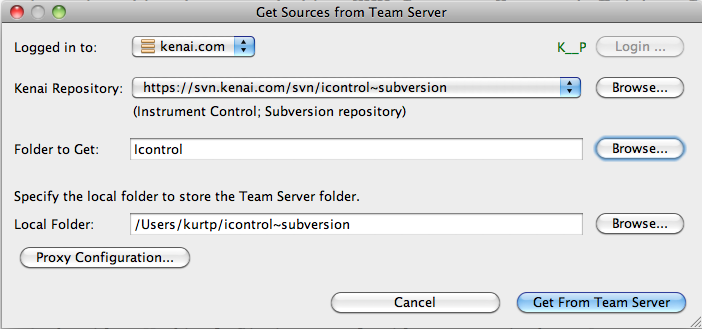 Get Sources from Team Server
Logged in to: kenai.com K__P Login ...
Kenai Repository: https://svn.kenai.com/svn/icontrol~subversion Browse...
(Instrument Control; Subversion repository)
Folder to Get: Icontrol Browse...
Specify the local folder to store the Team Server folder.
Local Folder: /Users/kurtp/icontrol~subversion Browse...
Proxy Configuration...
Cancel Get From Team Server